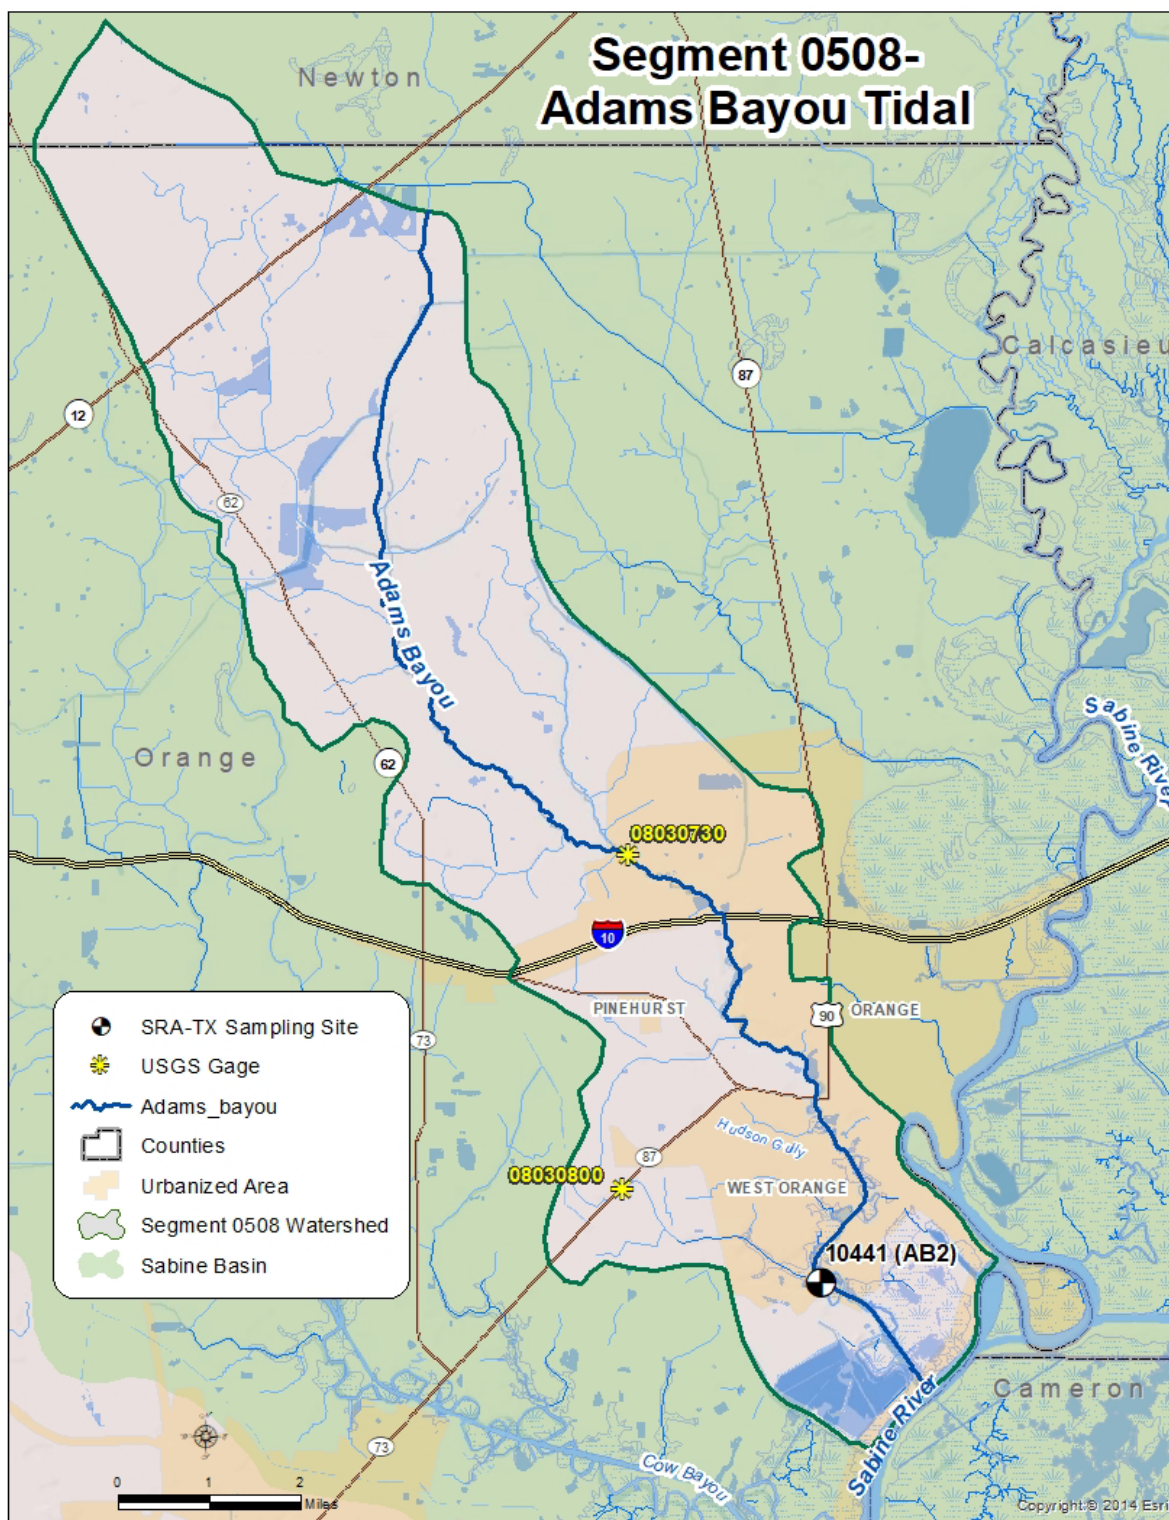 Segment 0508-
Adams Bayou Tidal
Newton
Calcasieu
87
12
62
Adams Bayou
Sabine River
Orange
62
08030730
10
PINEHURST
90
ORANGE
73
Hudson Gully
87
08030800
WEST ORANGE
10441 (AB2)
SRA-TX Sampling Site
USGS Gage
Adams_bayou
Counties
Urbanized Area
Segment 0508 Watershed
Sabine Basin
Cameron
Sabine River
73
Cow Bayou
0 1 2
Miles
Copyright:© 2014 Esri